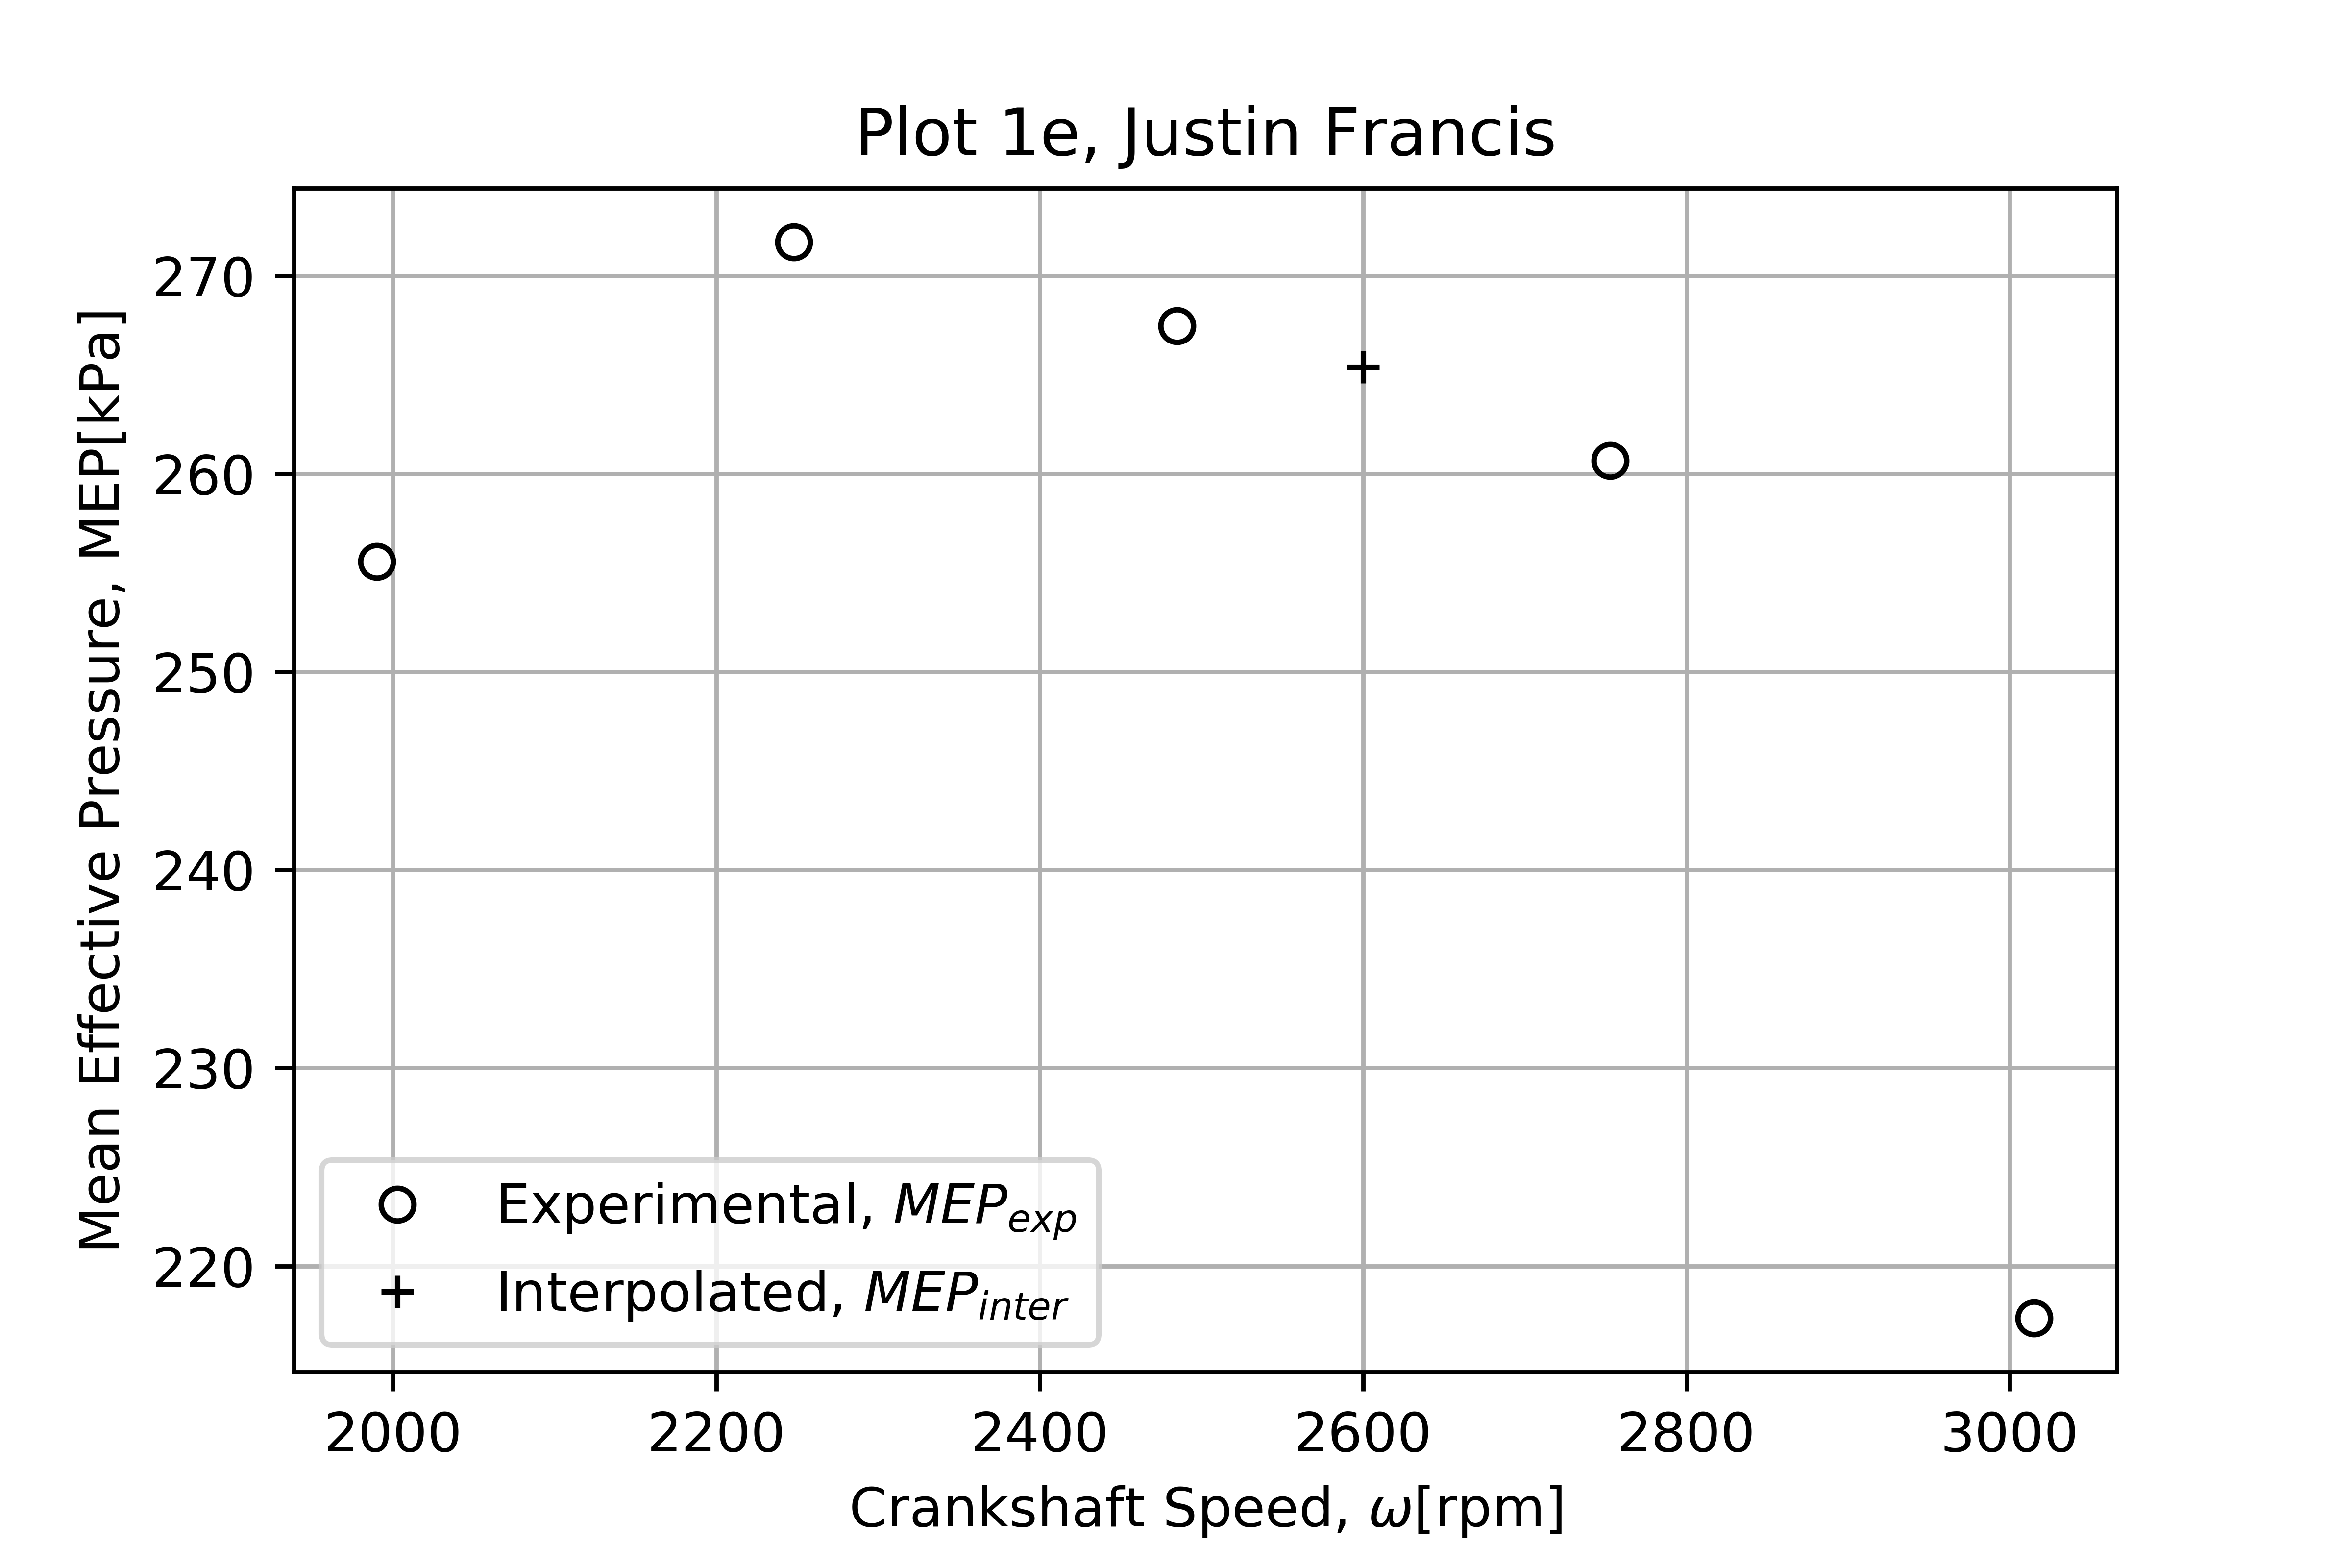 Plot 1e, Justin Francis
Mean Effective Pressure, MEP[kPa]
270
260
250
240
230
220
Experimental, MEP_exp
Interpolated, MEP_inter
2000 2200 2400 2600 2800 3000
Crankshaft Speed, ω[rpm]